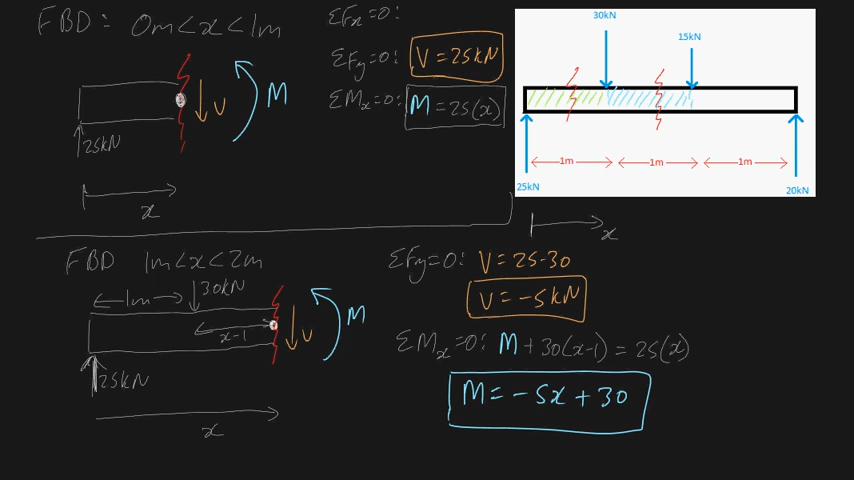 FBD: 0m<x<1m
ΣFx=0:
ΣFy=0: V=25kN
ΣMx=0: M=25(x)
V
M
25kN
x
30kN
15kN
1m
1m
1m
25kN
20kN
x
FBD 1m<x<2m
1m
30kN
x-1
V
M
25kN
x
ΣFy=0: V=25-30
V=-5kN
ΣMx=0: M+30(x-1)=25(x)
M=-5x+30